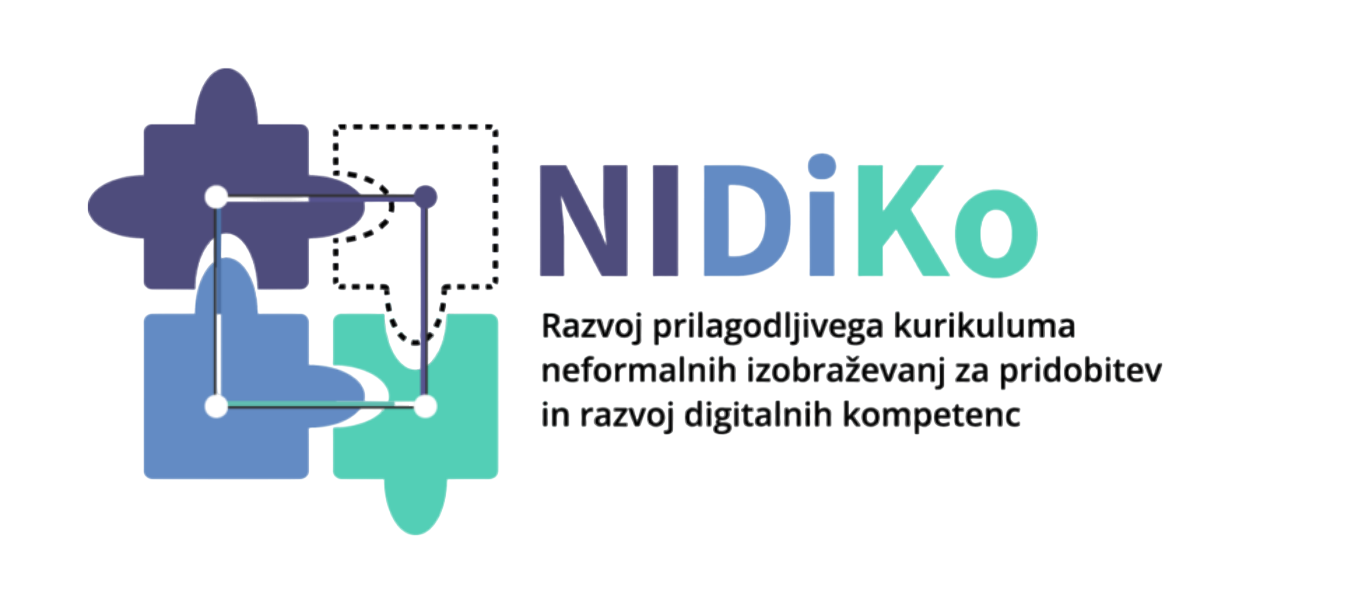 NIDiKo
Razvoj prilagodljivega kurikuluma
neformalnih izobraževanj za pridobitev
in razvoj digitalnih kompetenc